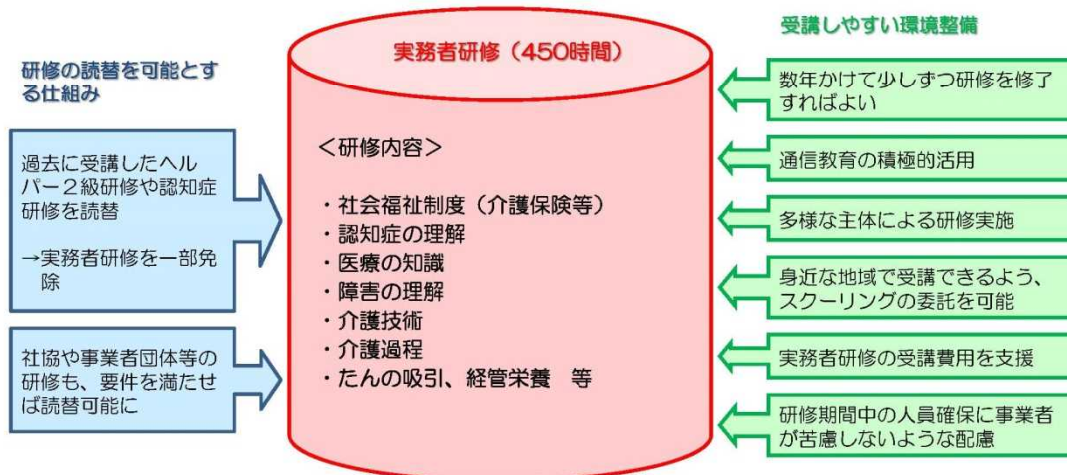 研修の読替を可能とす
る仕組み
過去に受講したヘル
パー2級研修や認知症
研修を読替
→実務者研修を一部免
除
社協や事業者団体等の
研修も、要件を満たせ
ば読替可能に
実務者研修（450時間）
＜研修内容＞
・社会福祉制度（介護保険等）
・認知症の理解
・医療の知識
・障害の理解
・介護技術
・介護過程
・たんの吸引、経管栄養　等
受講しやすい環境整備
数年かけて少しずつ研修を修了
すればよい
通信教育の積極的活用
多様な主体による研修実施
身近な地域で受講できるよう、
スクーリングの委託を可能
実務者研修の受講費用を支援
研修期間中の人員確保に事業者
が苦慮しないような配慮